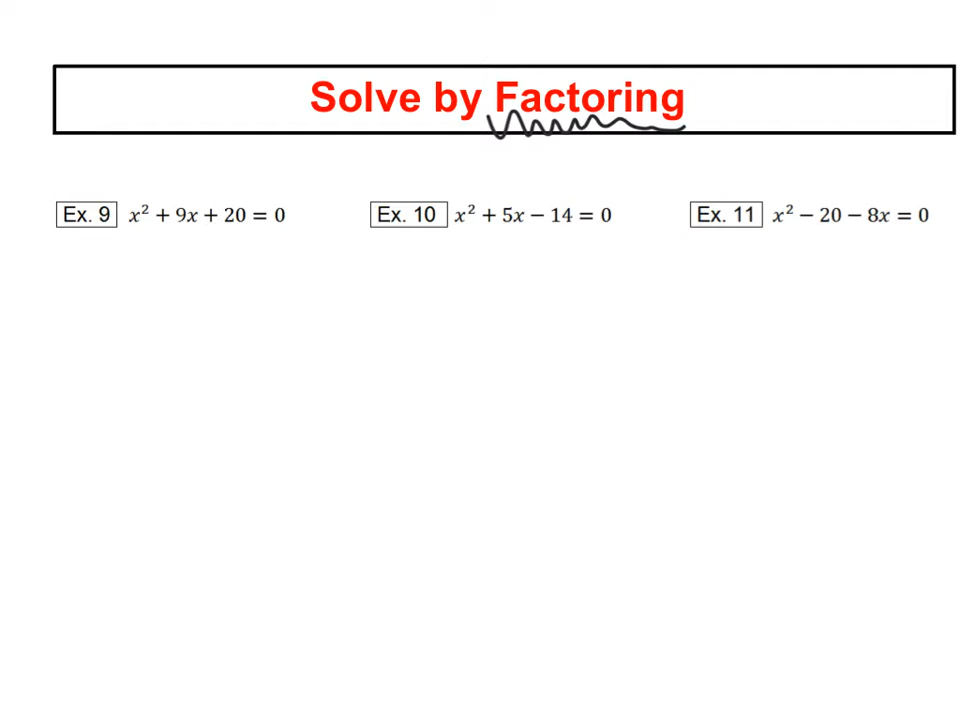 Solve by Factoring
Ex. 9 x² + 9x + 20 = 0
Ex. 10 x² + 5x − 14 = 0
Ex. 11 x² − 20 − 8x = 0